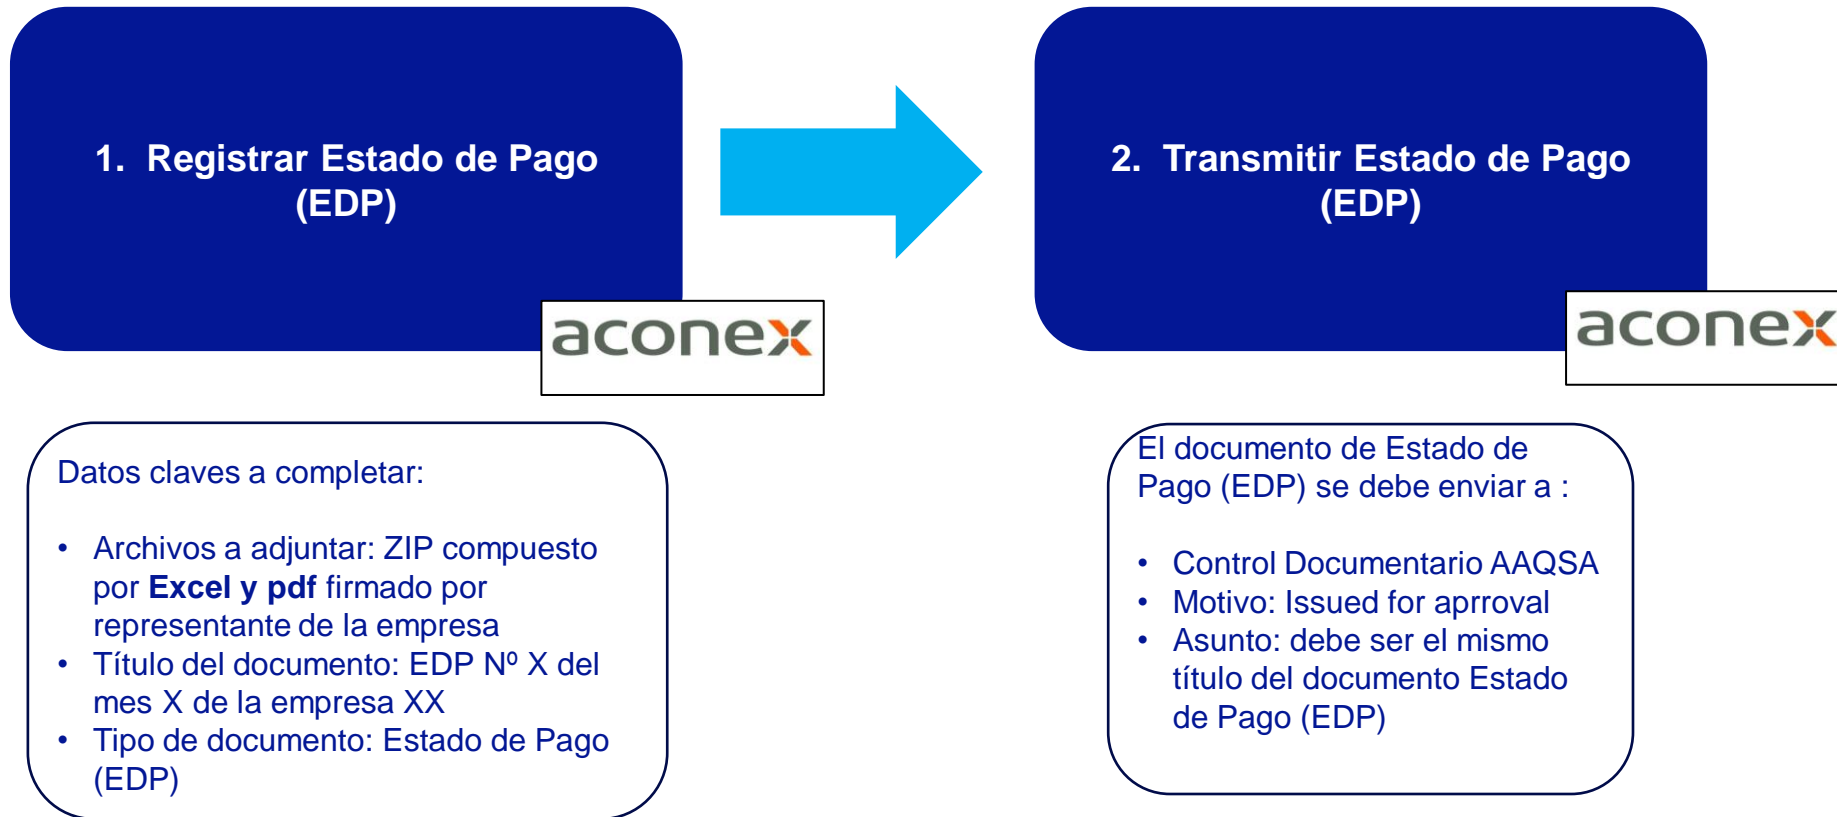 1. Registrar Estado de Pago
(EDP)
aconex
Datos claves a completar:
• Archivos a adjuntar: ZIP compuesto
por Excel y pdf firmado por
representante de la empresa
• Título del documento: EDP Nº X del
mes X de la empresa XX
• Tipo de documento: Estado de Pago
(EDP)
2. Transmitir Estado de Pago
(EDP)
aconex
El documento de Estado de
Pago (EDP) se debe enviar a :
• Control Documentario AAQSA
• Motivo: Issued for aprroval
• Asunto: debe ser el mismo
título del documento Estado
de Pago (EDP)